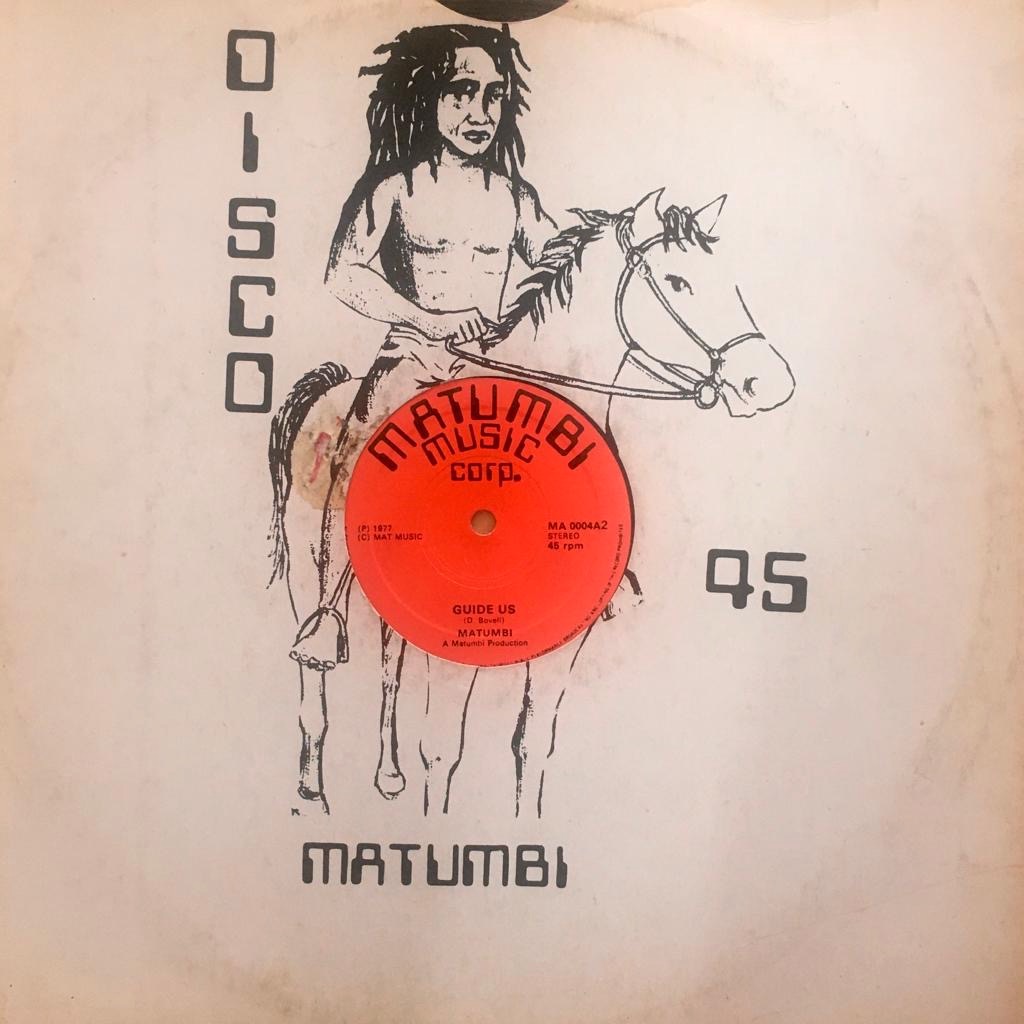 DISCO
MATUMBI
MUSIC
corp.
(P) 1977
(C) MAT MUSIC
MA 0004A2
STEREO
45 rpm
GUIDE US
(D. Bovell)
MATUMBI
A Matumbi Production
45
MATUMBI